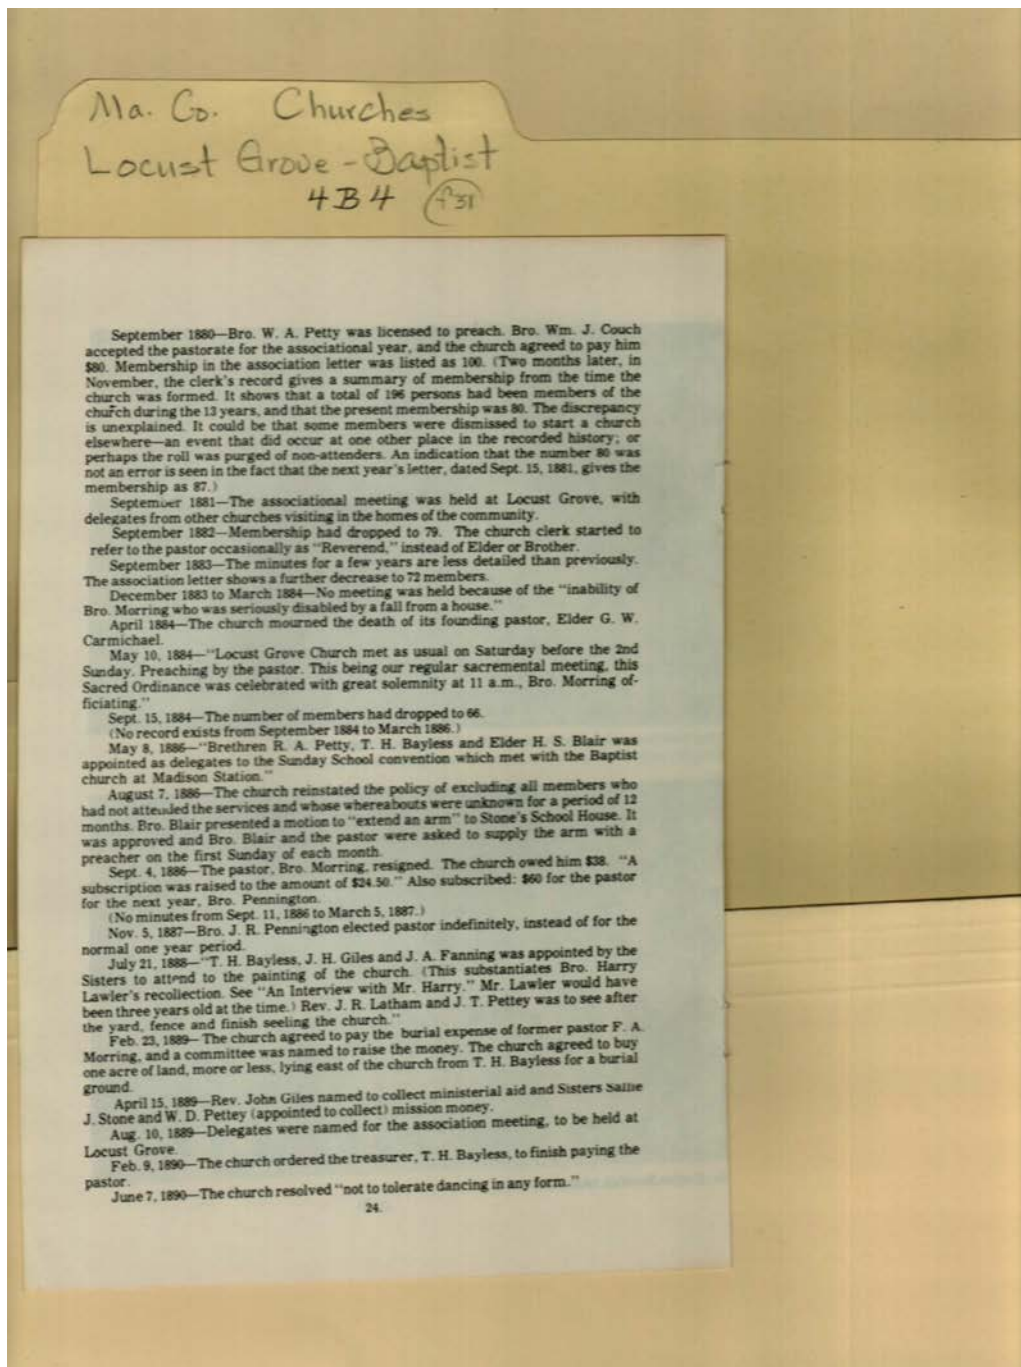 Ma. Co. Churches
Locust Grove - Baptist
4B4 f31
September 1880—Bro. W. A. Petty was licensed to preach. Bro. Wm. J. Couch
accepted the pastorate for the associational year, and the church agreed to pay him
$80. Membership in the association letter was listed as 100. (Two months later, in
November, the clerk's record gives a summary of membership from the time the
church was formed. It shows that a total of 196 persons had been members of the
church during the 13 years, and that the present membership was 80. The discrepancy
is unexplained. It could be that some members were dismissed to start a church
elsewhere—an event that did occur at one other place in the recorded history; or
perhaps the roll was purged of non-attenders. An indication that the number 80 was
not an error is seen in the fact that the next year's letter, dated Sept. 15, 1881, gives the
membership as 87.)
September 1881—The associational meeting was held at Locust Grove, with
delegates from other churches visiting in the homes of the community.
September 1882—Membership had dropped to 79. The church clerk started to
refer to the pastor occasionally as "Reverend," instead of Elder or Brother.
September 1883—The minutes for a few years are less detailed than previously.
The association letter shows a further decrease to 72 members.
December 1883 to March 1884—No meeting was held because of the "inability of
Bro. Morring who was seriously disabled by a fall from a house."
April 1884—The church mourned the death of its founding pastor, Elder G. W.
Carmichael.
May 10, 1884—"Locust Grove Church met as usual on Saturday before the 2nd
Sunday. Preaching by the pastor. This being our regular sacremental meeting, this
Sacred Ordinance was celebrated with great solemnity at 11 a.m., Bro. Morring of-
ficiating."
Sept. 15, 1884—The number of members had dropped to 66.
(No record exists from September 1884 to March 1886.)
May 8, 1886—"Brethren R. A. Petty, T. H. Bayless and Elder H. S. Blair was
appointed as delegates to the Sunday School convention which met with the Baptist
church at Madison Station."
August 7, 1886—The church reinstated the policy of excluding all members who
had not attended the services and whose whereabouts were unknown for a period of 12
months. Bro. Blair presented a motion to "extend an arm" to Stone's School House. It
was approved and Bro. Blair and the pastor were asked to supply the arm with a
preacher on the first Sunday of each month.
Sept. 4, 1886—The pastor, Bro. Morring, resigned. The church owed him $38. "A
subscription was raised to the amount of $24.50." Also subscribed: $60 for the pastor
for the next year, Bro. Pennington.
(No minutes from Sept. 11, 1886 to March 5, 1887.)
Nov. 5, 1887—Bro. J. R. Pennington elected pastor indefinitely, instead of for the
normal one year period.
July 21, 1888—"T. H. Bayless, J. H. Giles and J. A. Fanning was appointed by the
Sisters to attend to the painting of the church. (This substantiates Bro. Harry
Lawler's recollection. See "An Interview with Mr. Harry." Mr. Lawler would have
been three years old at the time.) Rev. J. R. Latham and J. T. Pettey was to see after
the yard, fence and finish seeling the church."
Feb. 23, 1889— The church agreed to pay the burial expense of former pastor F. A.
Morring, and a committee was named to raise the money. The church agreed to buy
one acre of land, more or less, lying east of the church from T. H. Bayless for a burial
ground.
April 15, 1889—Rev. John Giles named to collect ministerial aid and Sisters Sallie
J. Stone and W. D. Pettey (appointed to collect) mission money.
Aug. 10, 1889—Delegates were named for the association meeting, to be held at
Locust Grove.
Feb. 9, 1890—The church ordered the treasurer, T. H. Bayless, to finish paying the
pastor.
June 7, 1890—The church resolved "not to tolerate dancing in any form."
24.